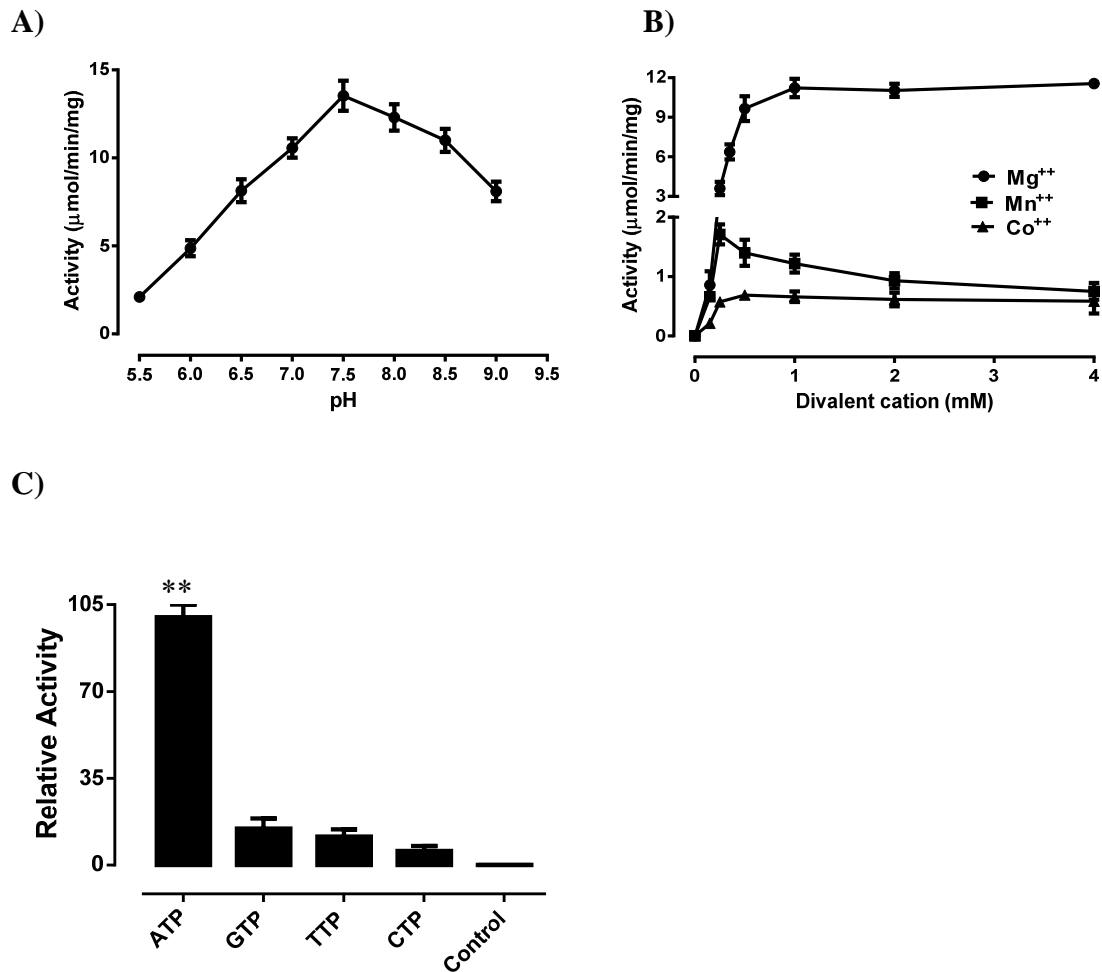 A)
15
10
5
0
Activity (µmol/min/mg)
5.5 6.0 6.5 7.0 7.5 8.0 8.5 9.0 9.5
pH
B)
12
9
6
3
2
1
0
Activity (µmol/min/mg)
Mg++
Mn++
Co++
0 1 2 3 4
Divalent cation (mM)
C)
**
105
70
35
0
Relative Activity
ATP GTP TTP CTP Control